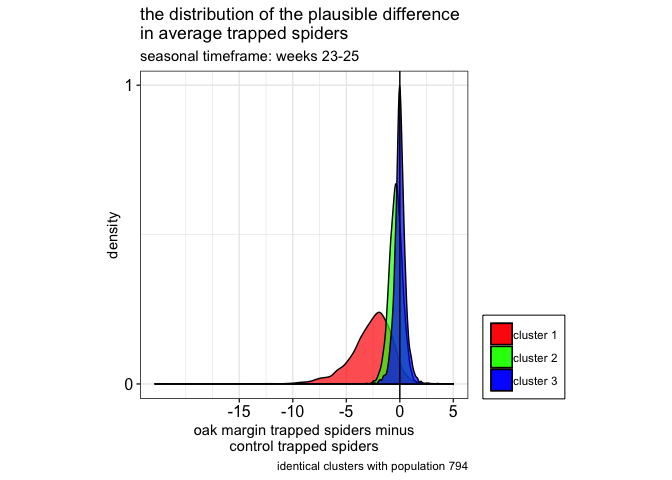 the distribution of the plausible difference
in average trapped spiders
seasonal timeframe: weeks 23-25
1
density
0
-15 -10 -5 0 5
oak margin trapped spiders minus
control trapped spiders
cluster 1
cluster 2
cluster 3
identical clusters with population 794